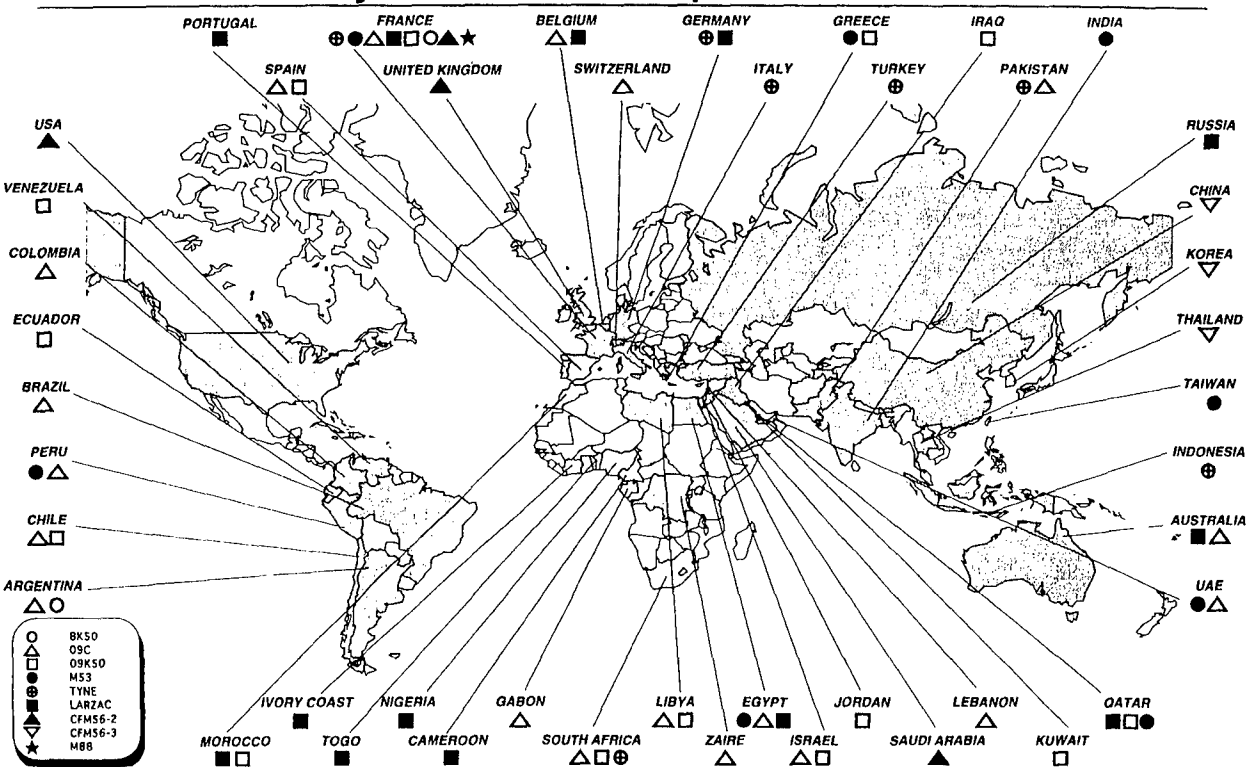 PORTUGAL FRANCE BELGIUM GERMANY GREECE IRAQ INDIA
SPAIN UNITED KINGDOM SWITZERLAND ITALY TURKEY PAKISTAN
USA
VENEZUELA
COLOMBIA
ECUADOR
BRAZIL
PERU
CHILE
ARGENTINA
RUSSIA
CHINA
KOREA
THAILAND
TAIWAN
INDONESIA
AUSTRALIA
UAE
8K50
09C
09K50
M53
TYNE
LARZAC
CFM56-2
CFM56-3
M88
IVORY COAST NIGERIA GABON LIBYA EGYPT JORDAN LEBANON QATAR
MOROCCO TOGO CAMEROON SOUTH AFRICA ZAIRE ISRAEL SAUDI ARABIA KUWAIT